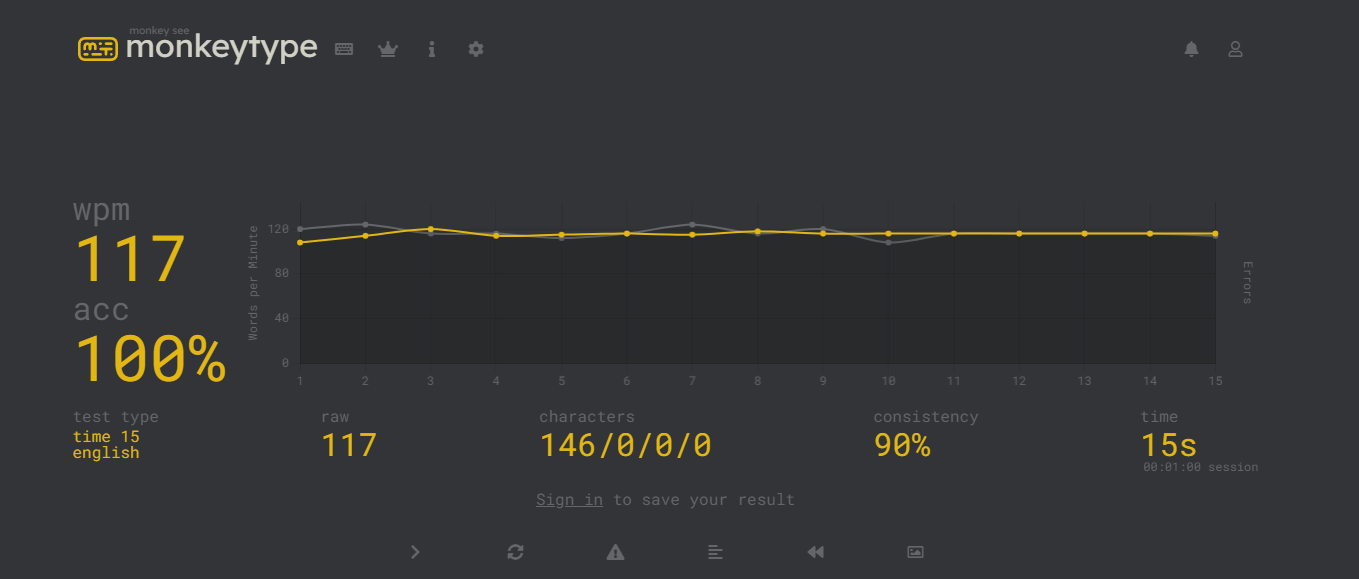 monkey see
monkeytype
wpm
117
acc
100%
Words per Minute
120
80
40
0
1 2 3 4 5 6 7 8 9 10 11 12 13 14 15
Errors
test type
time 15
english
raw
117
characters
146/0/0/0
consistency
90%
time
15s
00:01:00 session
Sign in to save your result